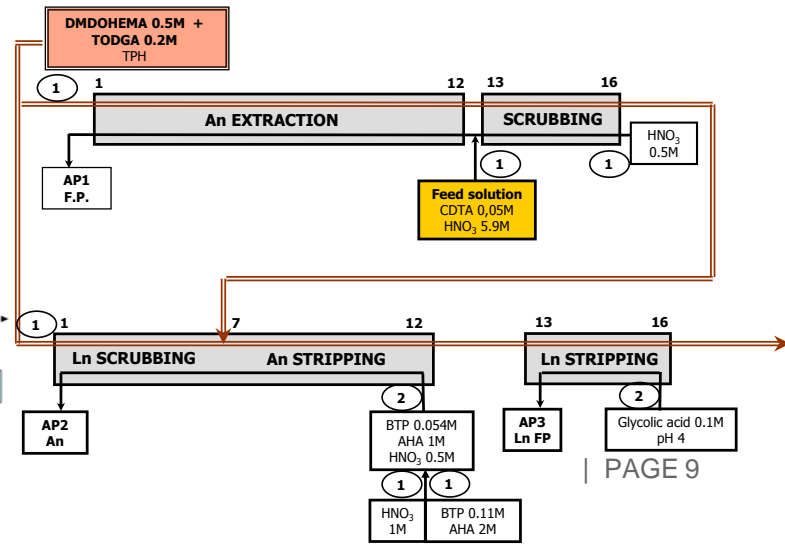 DMDOHEMA 0.5M +
TODGA 0.2M
TPH
1
1
12
13
16
An EXTRACTION
SCRUBBING
HNO₃
0.5M
1
1
AP1
F.P.
Feed solution
CDTA 0,05M
HNO₃ 5.9M
1
1
7
12
13
16
Ln SCRUBBING
An STRIPPING
Ln STRIPPING
2
2
AP2
An
BTP 0.054M
AHA 1M
HNO₃ 0.5M
AP3
Ln FP
Glycolic acid 0.1M
pH 4
| PAGE 9
1
1
HNO₃
1M
BTP 0.11M
AHA 2M